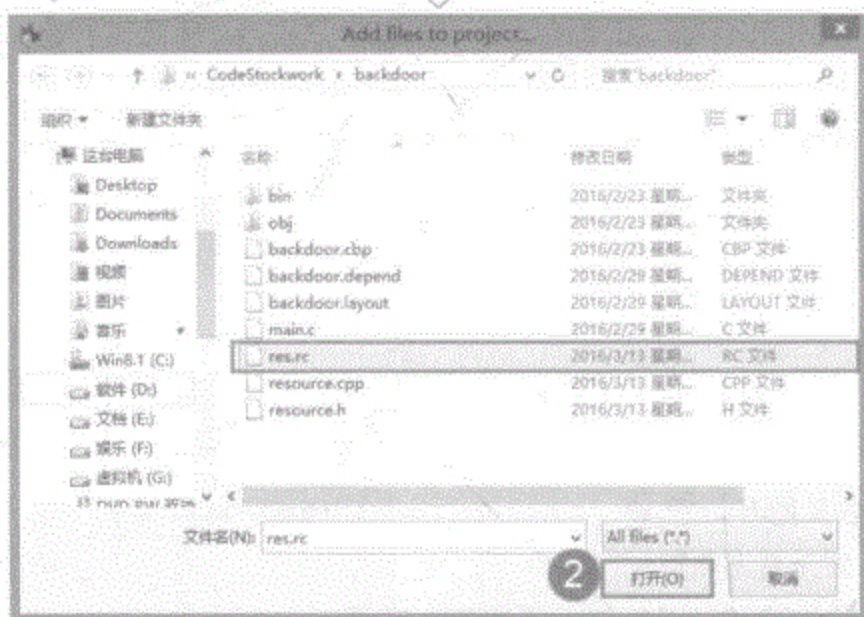 Add files to project...
« CodeStockwork › backdoor
搜索"backdoor"
组织 新建文件夹
这台电脑
Desktop
Documents
Downloads
视频
图片
音乐
Win8.1 (C:)
软件 (D:)
文档 (E:)
娱乐 (F:)
虚拟机 (G:)
名称 修改日期 类型
bin 2016/2/23 星期... 文件夹
obj 2016/2/23 星期... 文件夹
backdoor.cbp 2016/2/23 星期... CBP 文件
backdoor.depend 2016/2/29 星期... DEPEND 文件
backdoor.layout 2016/2/29 星期... LAYOUT 文件
main.c 2016/2/29 星期... C 文件
res.rc 2016/3/13 星期... RC 文件
resource.cpp 2016/3/13 星期... CPP 文件
resource.h 2016/3/13 星期... H 文件
文件名(N): res.rc All files (*.*)
2 打开(O) 取消